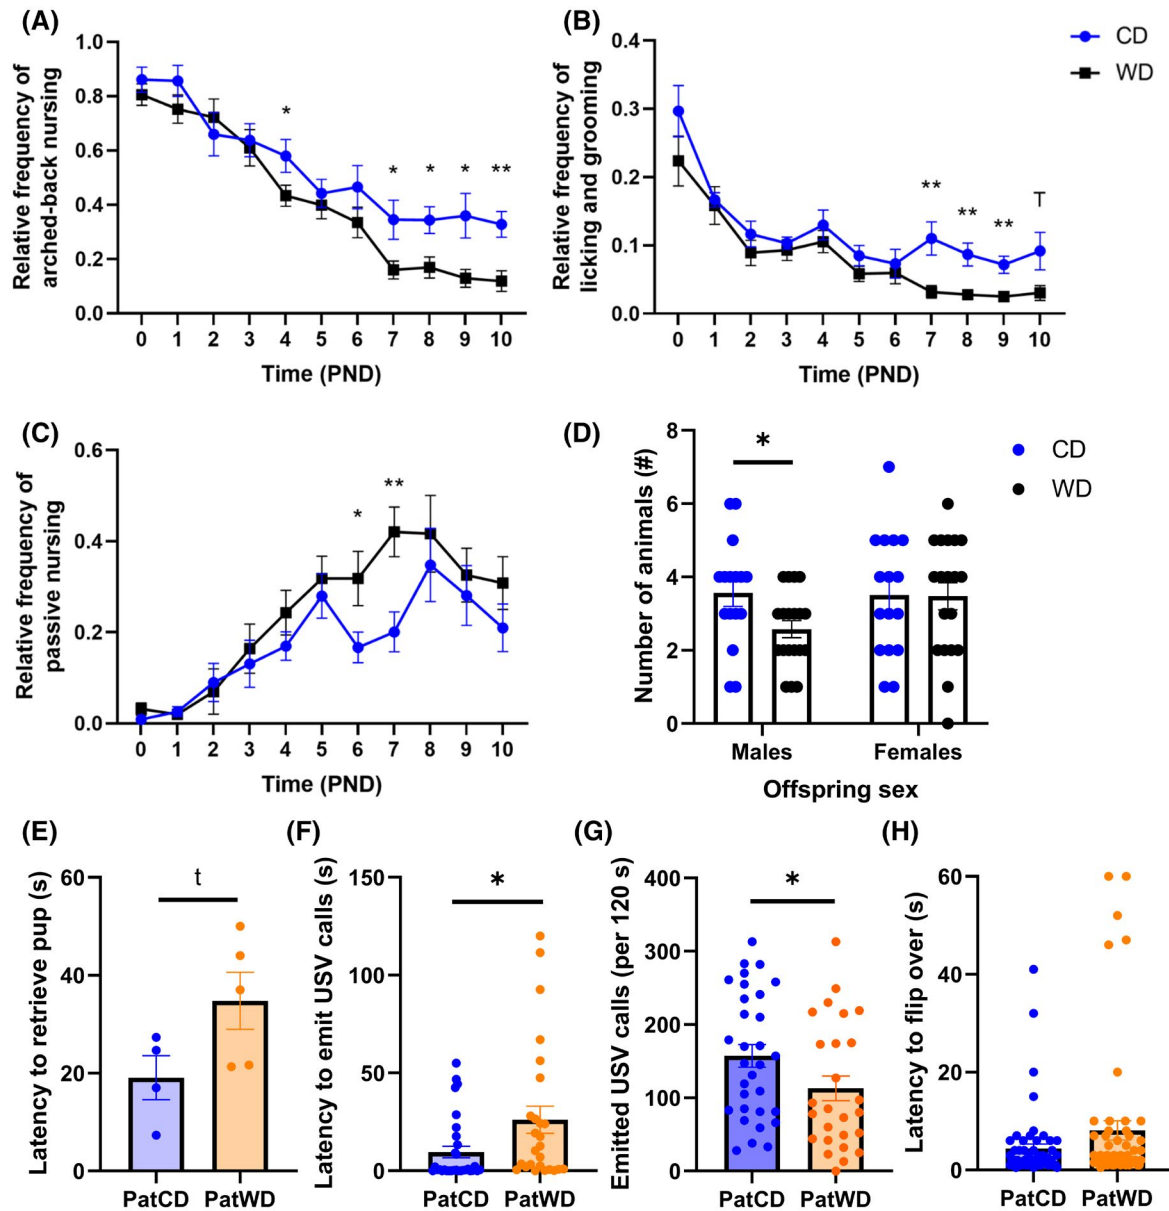 (A)
Relative frequency of
arched-back nursing
1.0
0.8
0.6
0.4
0.2
0.0
*
*
*
*
**
0 1 2 3 4 5 6 7 8 9 10
Time (PND)
(B)
Relative frequency of
licking and grooming
0.4
0.3
0.2
0.1
0.0
**
**
**
T
0 1 2 3 4 5 6 7 8 9 10
Time (PND)
CD
WD
(C)
Relative frequency of
passive nursing
0.6
0.4
0.2
0.0
*
**
0 1 2 3 4 5 6 7 8 9 10
Time (PND)
(D)
Number of animals (#)
8
6
4
2
0
*
Males Females
Offspring sex
CD
WD
(E)
Latency to retrieve pup (s)
60
40
20
0
t
PatCD PatWD
(F)
Latency to emit USV calls (s)
150
100
50
0
*
PatCD PatWD
(G)
Emitted USV calls (per 120 s)
400
300
200
100
0
*
PatCD PatWD
(H)
Latency to flip over (s)
60
40
20
0
PatCD PatWD